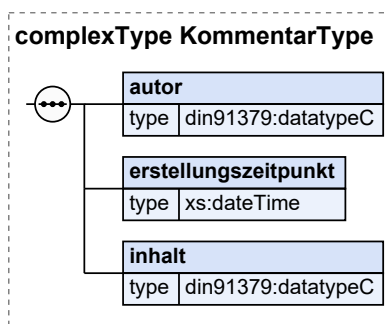 complexType KommentarType
autor
type din91379:datatypeC
erstellungszeitpunkt
type xs:dateTime
inhalt
type din91379:datatypeC